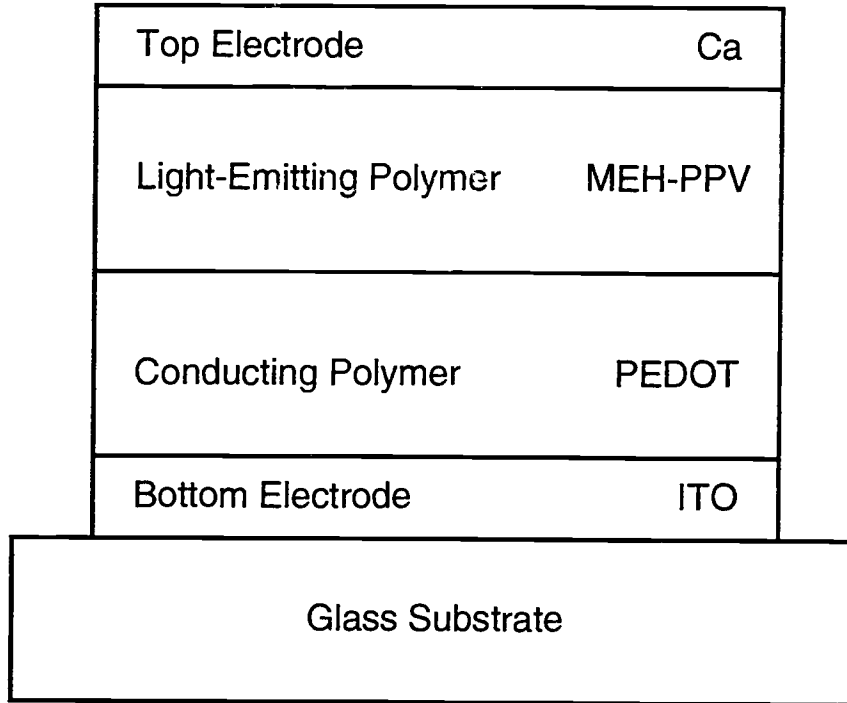 Top Electrode Ca
Light-Emitting Polymer MEH-PPV
Conducting Polymer PEDOT
Bottom Electrode ITO
Glass Substrate